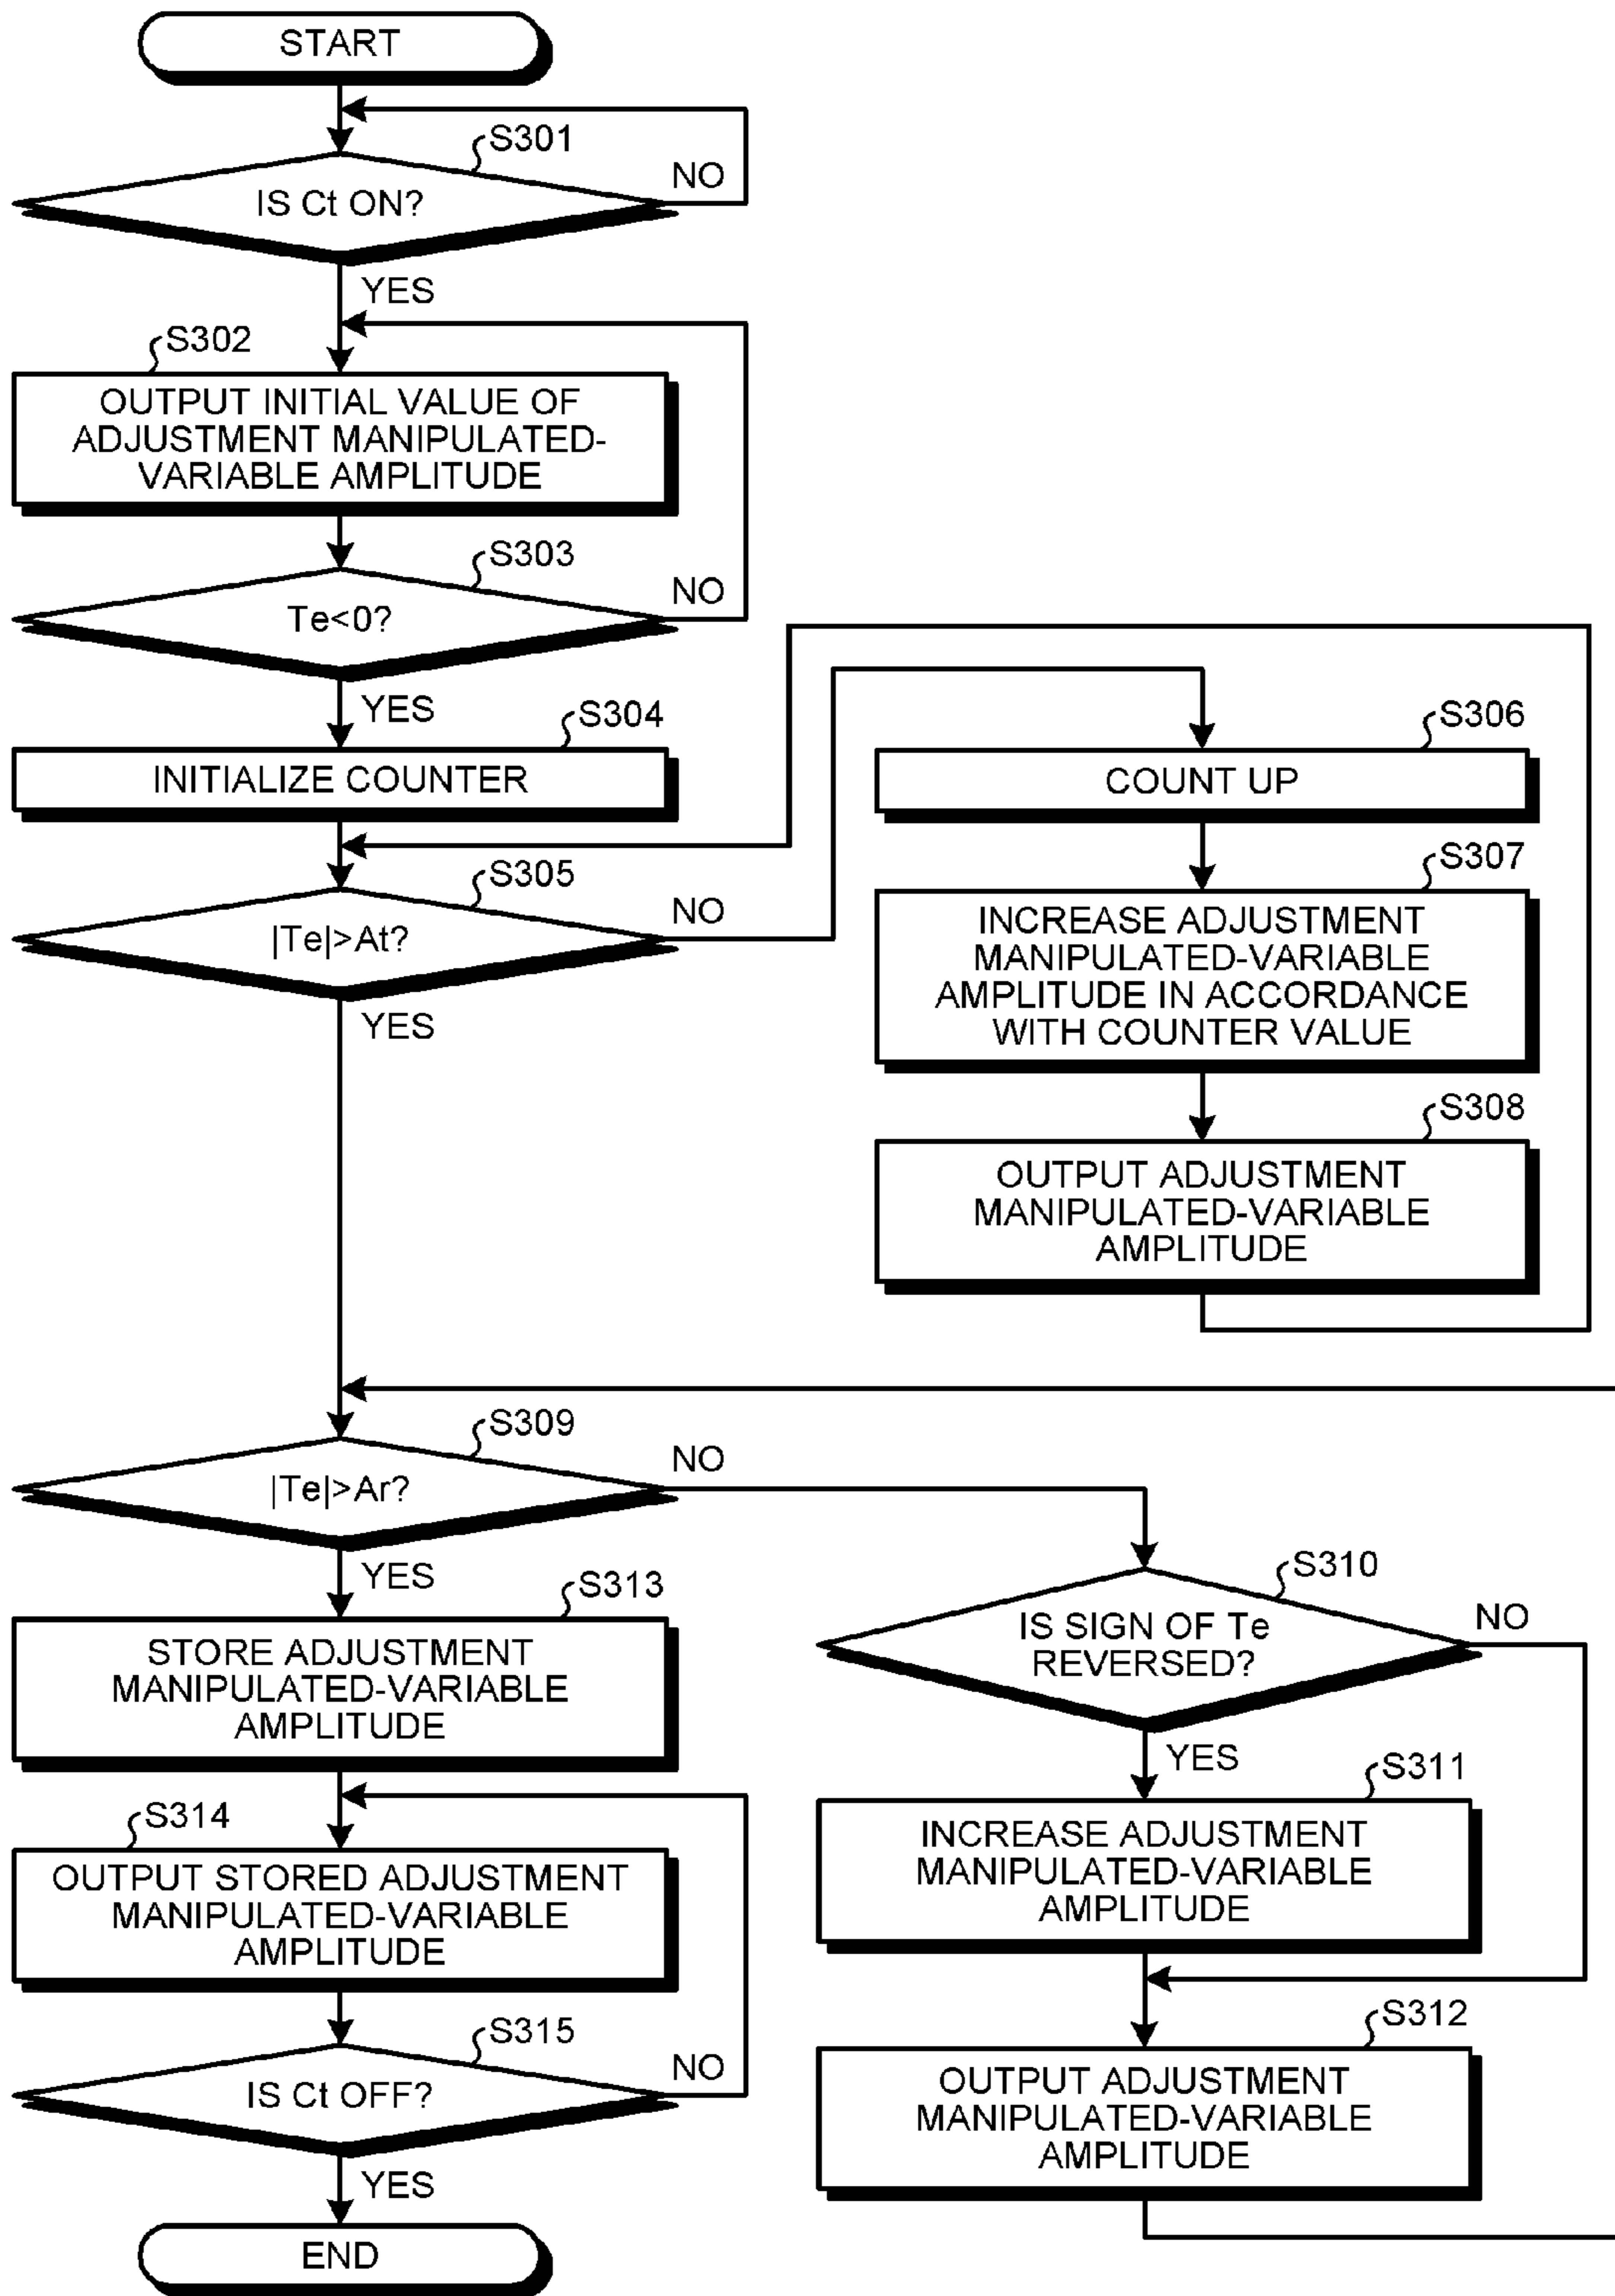 START
S301
IS Ct ON?
NO
YES
S302
OUTPUT INITIAL VALUE OF
ADJUSTMENT MANIPULATED-
VARIABLE AMPLITUDE
S303
Te<0?
NO
YES
S304
INITIALIZE COUNTER
S305
|Te|>At?
NO
YES
S306
COUNT UP
S307
INCREASE ADJUSTMENT
MANIPULATED-VARIABLE
AMPLITUDE IN ACCORDANCE
WITH COUNTER VALUE
S308
OUTPUT ADJUSTMENT
MANIPULATED-VARIABLE
AMPLITUDE
S309
|Te|>Ar?
NO
YES
S310
IS SIGN OF Te
REVERSED?
NO
YES
S311
INCREASE ADJUSTMENT
MANIPULATED-VARIABLE
AMPLITUDE
S312
OUTPUT ADJUSTMENT
MANIPULATED-VARIABLE
AMPLITUDE
S313
STORE ADJUSTMENT
MANIPULATED-VARIABLE
AMPLITUDE
S314
OUTPUT STORED ADJUSTMENT
MANIPULATED-VARIABLE
AMPLITUDE
S315
IS Ct OFF?
NO
YES
END